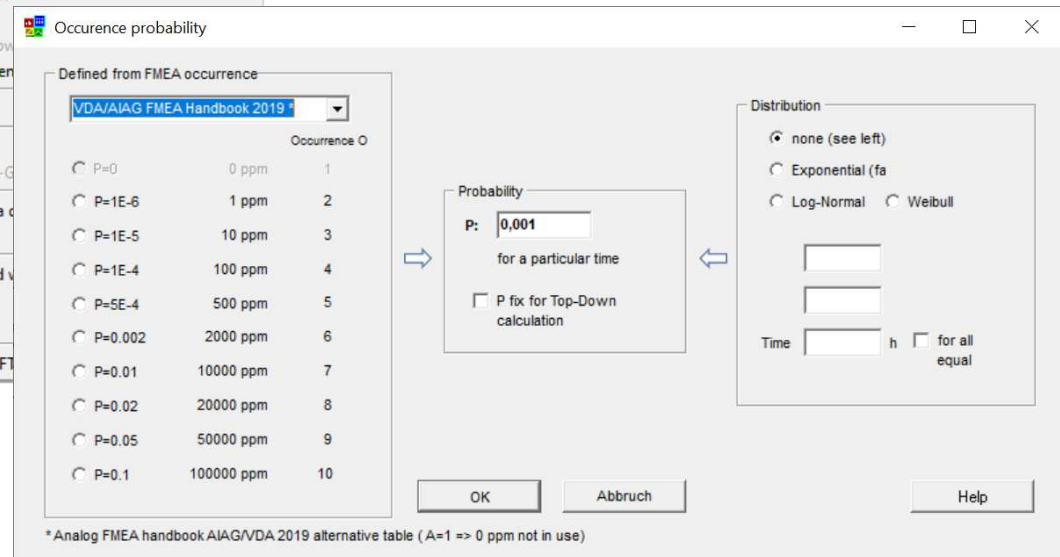 Occurence probability
Defined from FMEA occurrence
VDA/AIAG FMEA Handbook 2019 *
Occurrence O
P=0 0 ppm 1
P=1E-6 1 ppm 2
P=1E-5 10 ppm 3
P=1E-4 100 ppm 4
P=5E-4 500 ppm 5
P=0.002 2000 ppm 6
P=0.01 10000 ppm 7
P=0.02 20000 ppm 8
P=0.05 50000 ppm 9
P=0.1 100000 ppm 10
Probability
P: 0,001
for a particular time
P fix for Top-Down
calculation
Distribution
none (see left)
Exponential (fa
Log-Normal Weibull
Time h for all
equal
OK Abbruch Help
* Analog FMEA handbook AIAG/VDA 2019 alternative table ( A=1 => 0 ppm not in use)